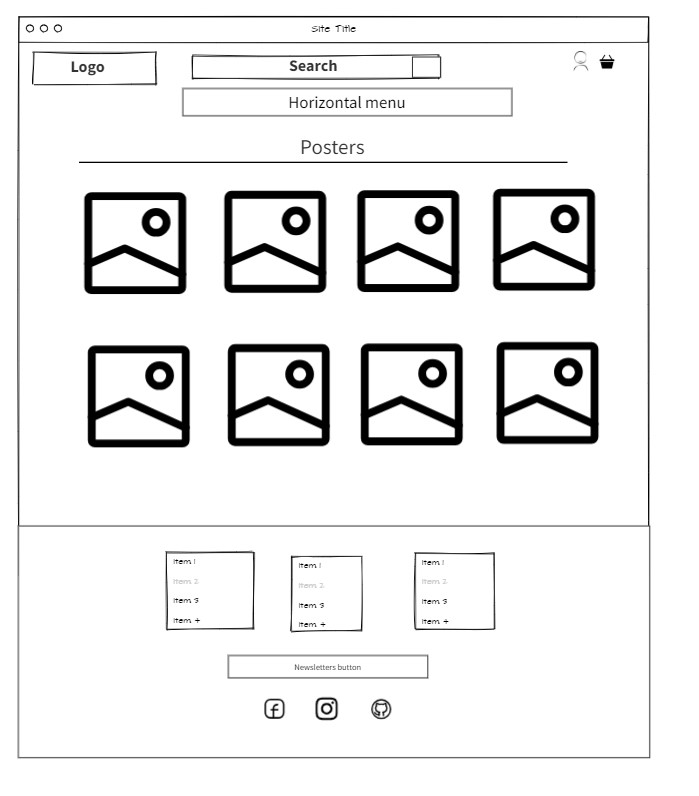 Site Title
Logo
Search
Horizontal menu
Posters
Item 1
Item 2
Item 3
Item 4
Item 1
Item 2
Item 3
Item 4
Item 1
Item 2
Item 3
Item 4
Newsletters button